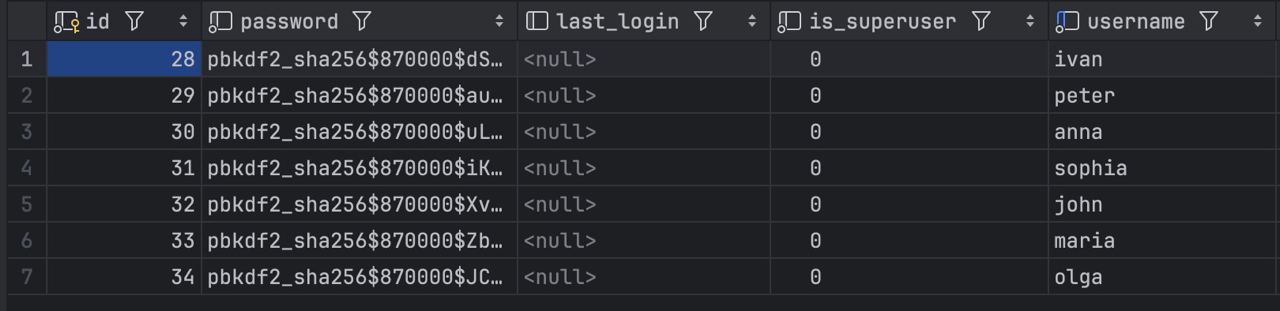 id password last_login is_superuser username
1 28 pbkdf2_sha256$870000$dS… <null> 0 ivan
2 29 pbkdf2_sha256$870000$au… <null> 0 peter
3 30 pbkdf2_sha256$870000$uL… <null> 0 anna
4 31 pbkdf2_sha256$870000$iK… <null> 0 sophia
5 32 pbkdf2_sha256$870000$Xv… <null> 0 john
6 33 pbkdf2_sha256$870000$Zb… <null> 0 maria
7 34 pbkdf2_sha256$870000$JC… <null> 0 olga